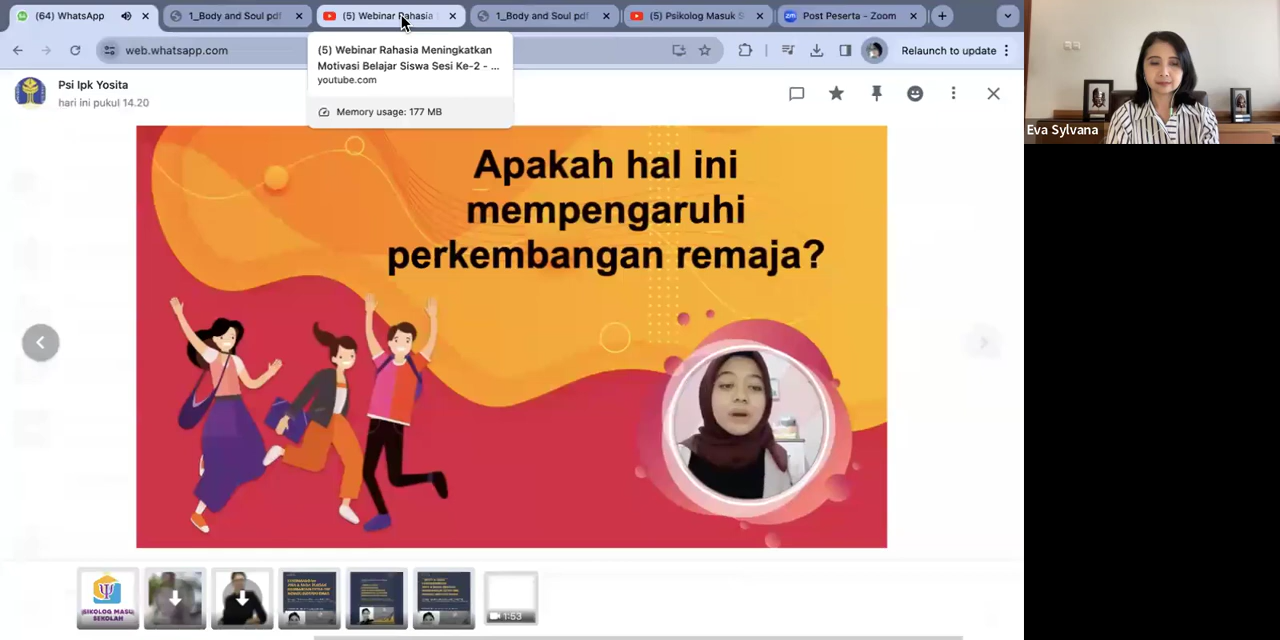 (64) WhatsApp
1_Body and Soul pdf
(5) Webinar Rahasia
1_Body and Soul pdf
(5) Psikolog Masuk S
Post Peserta - Zoom
web.whatsapp.com
Relaunch to update
(5) Webinar Rahasia Meningkatkan
Motivasi Belajar Siswa Sesi Ke-2 - ...
youtube.com
Memory usage: 177 MB
Psi Ipk Yosita
hari ini pukul 14.20
Eva Sylvana
Apakah hal ini
mempengaruhi
perkembangan remaja?
1:53